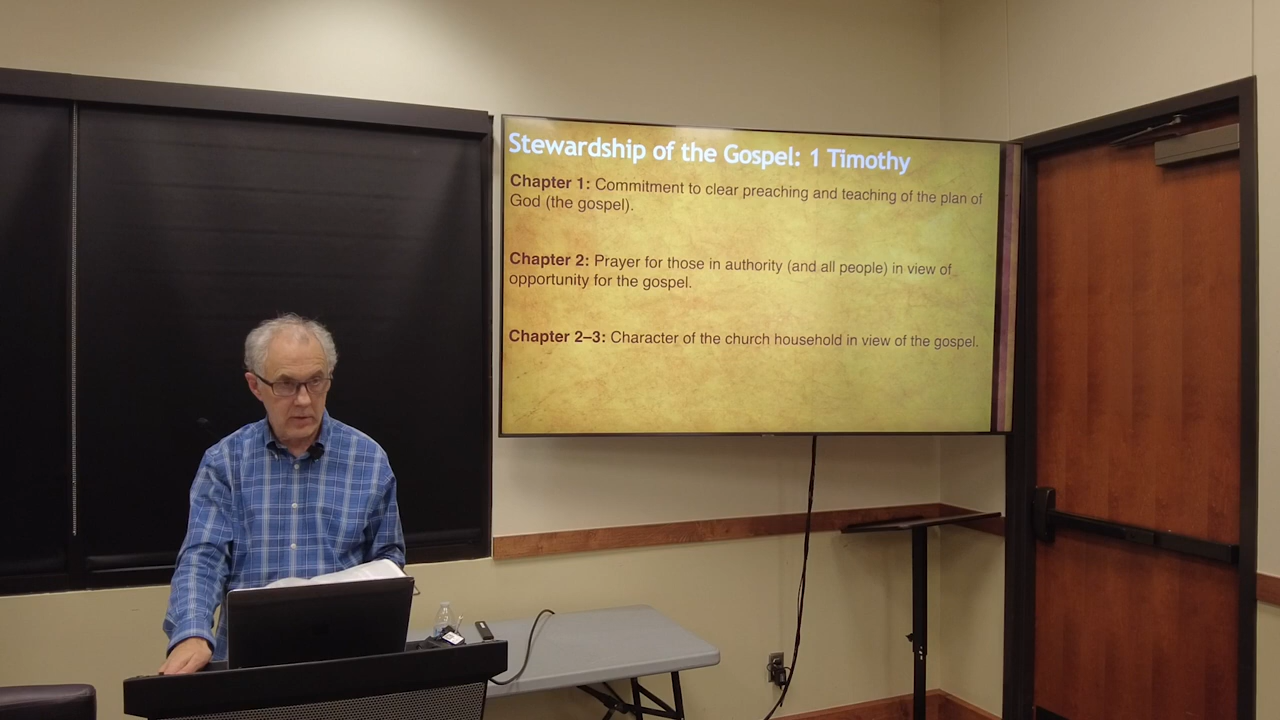 Stewardship of the Gospel: 1 Timothy
Chapter 1: Commitment to clear preaching and teaching of the plan of
God (the gospel).
Chapter 2: Prayer for those in authority (and all people) in view of
opportunity for the gospel.
Chapter 2–3: Character of the church household in view of the gospel.